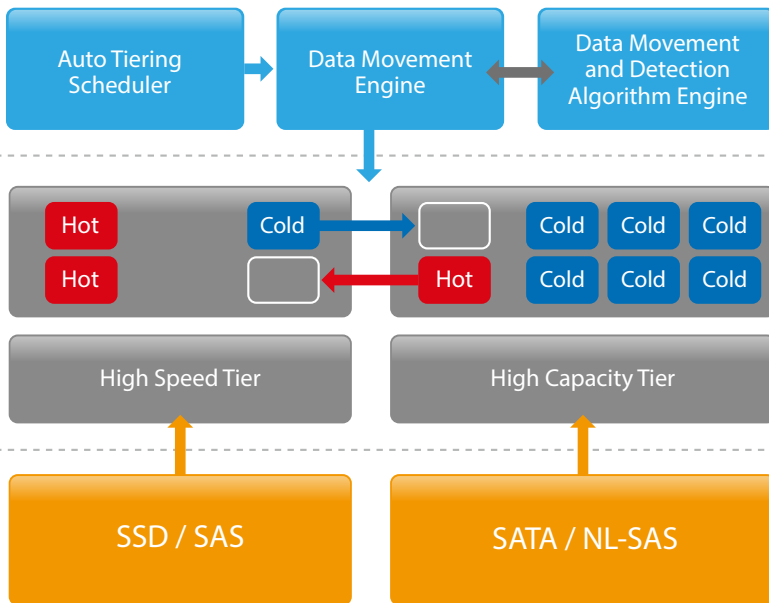 Auto Tiering
Scheduler
Data Movement
Engine
Data Movement
and Detection
Algorithm Engine
Hot
Cold
Cold
Cold
Cold
Hot
Hot
Cold
Cold
Cold
High Speed Tier
High Capacity Tier
SSD / SAS
SATA / NL-SAS